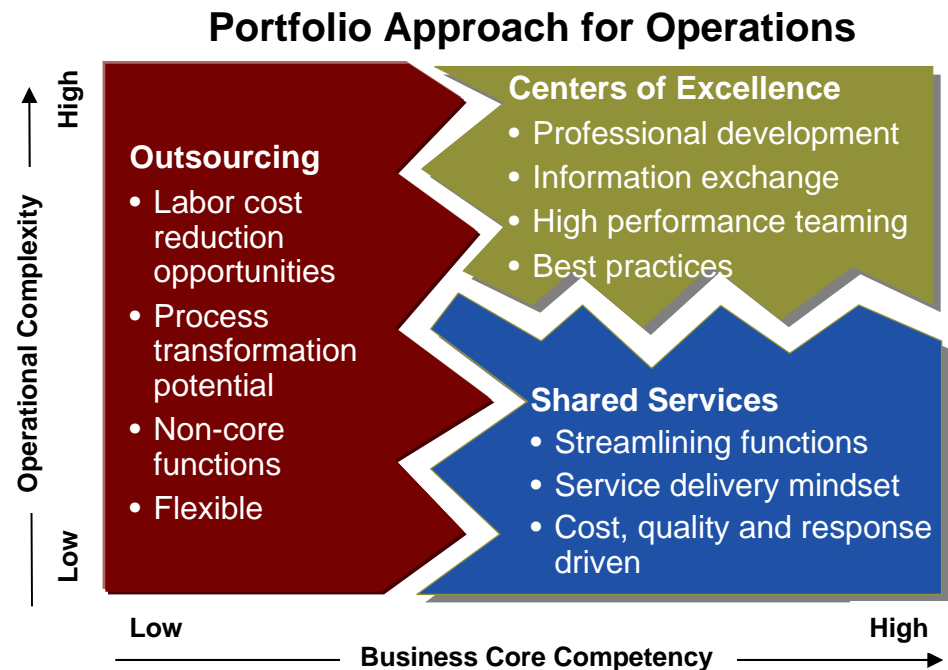 Portfolio Approach for Operations
High
Operational Complexity
Low
Outsourcing
• Labor cost
reduction
opportunities
• Process
transformation
potential
• Non-core
functions
• Flexible
Centers of Excellence
• Professional development
• Information exchange
• High performance teaming
• Best practices
Shared Services
• Streamlining functions
• Service delivery mindset
• Cost, quality and response
driven
Low
High
Business Core Competency